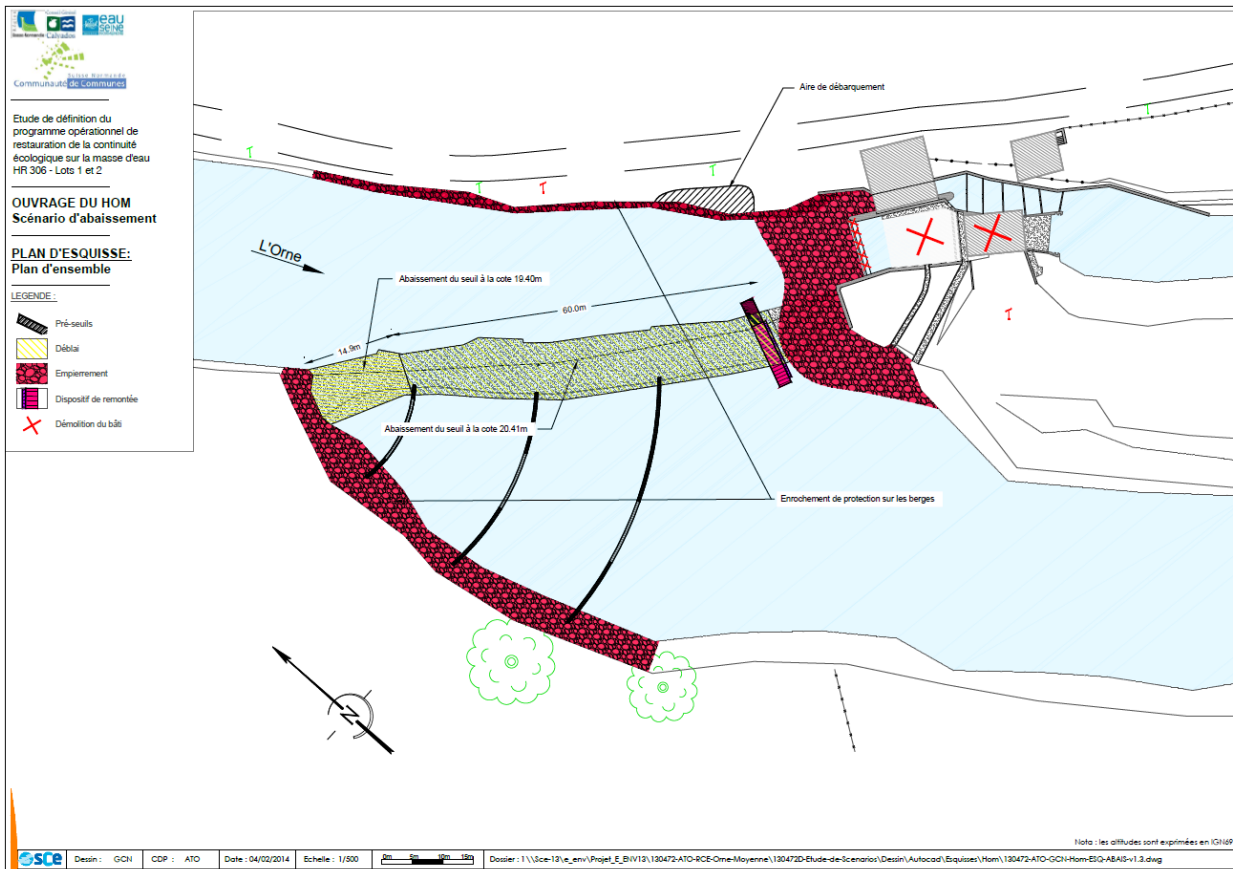 Seine-Normandie
Calvados
eau
SEINE
Suisse Normande
Communauté de Communes
Etude de définition du
programme opérationnel de
restauration de la continuité
écologique sur la masse d'eau
HR 306 - Lots 1 et 2
OUVRAGE DU HOM
Scénario d'abaissement
PLAN D'ESQUISSE:
Plan d'ensemble
LEGENDE :
Pré-seuils
Déblai
Empierrement
Dispositif de remontée
Démolition du bâti
Aire de débarquement
L'Orne
Abaissement du seuil à la cote 19.40m
60.0m
14.9m
Abaissement du seuil à la cote 20.41m
Enrochement de protection sur les berges
N
Nota : les altitudes sont exprimées en IGN69
sce
Dessin : GCN
CDP : ATO
Date : 04/02/2014
Echelle : 1/500
0m 5m 10m 15m
Dossier : I:\\Sce-13\e_env\Projet_E_ENV13\130472-ATO-RCE-Orne-Moyenne\130472D-Etude-de-Scenarios\Dessin\Autocad\Esquisses\Hom\130472-ATO-GCN-Hom-ESQ-ABAIS-v1.3.dwg